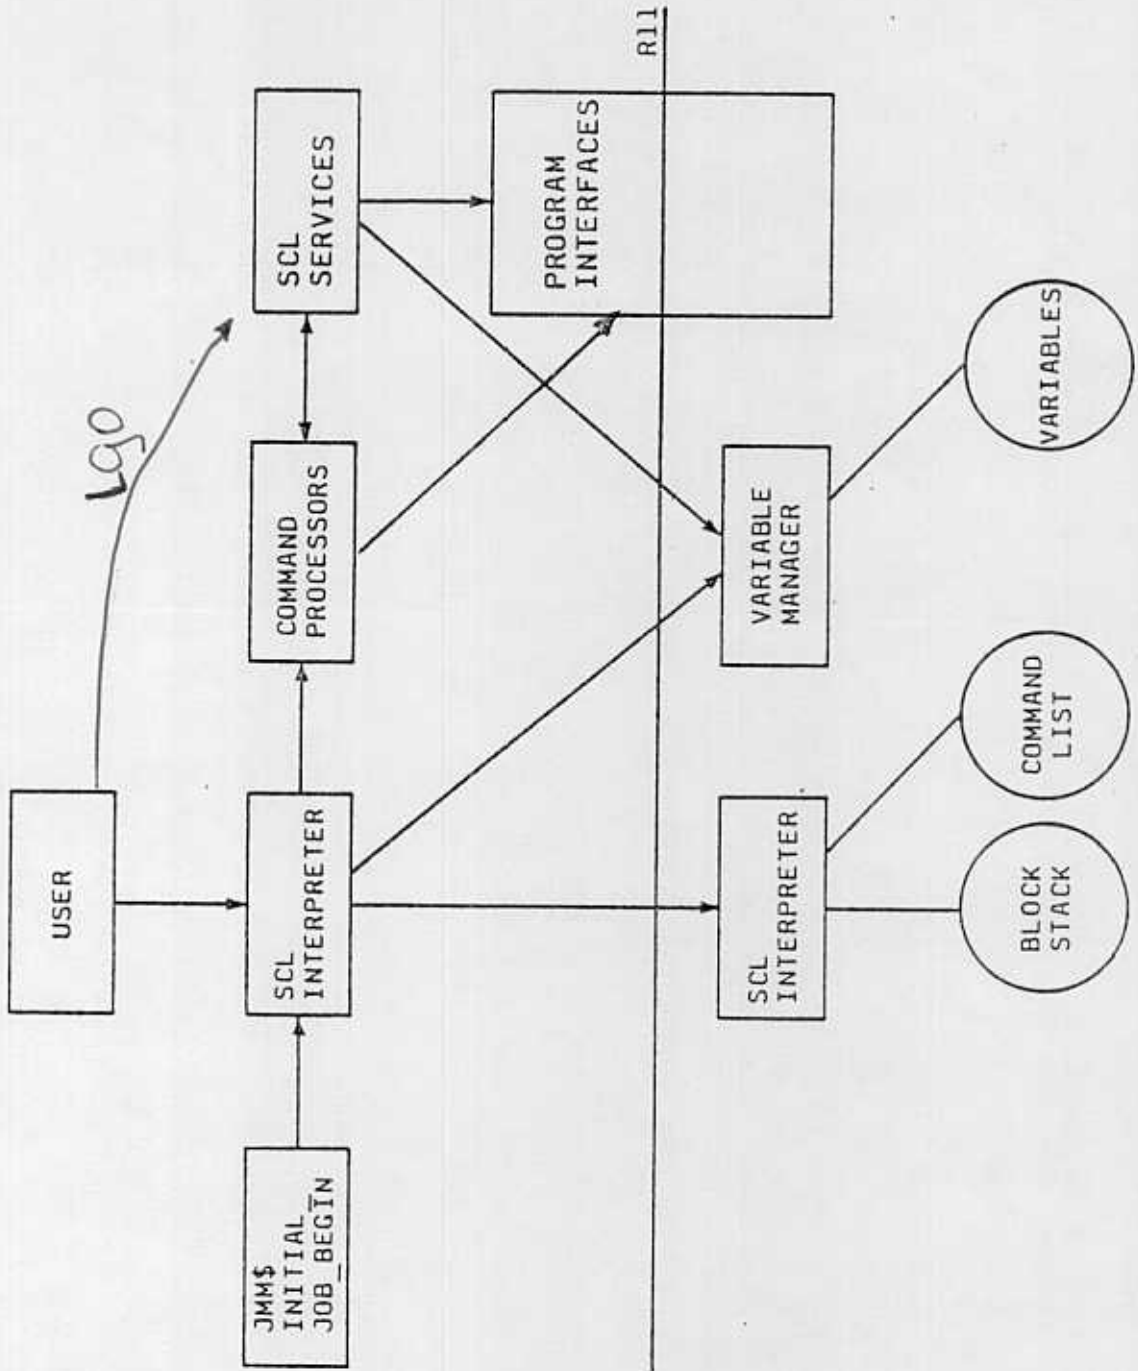 USER
Lgo
JMM$
INITIAL
JOB_BEGIN
SCL
INTERPRETER
COMMAND
PROCESSORS
SCL
SERVICES
PROGRAM
INTERFACES
R11
SCL
INTERPRETER
VARIABLE
MANAGER
BLOCK
STACK
COMMAND
LIST
VARIABLES